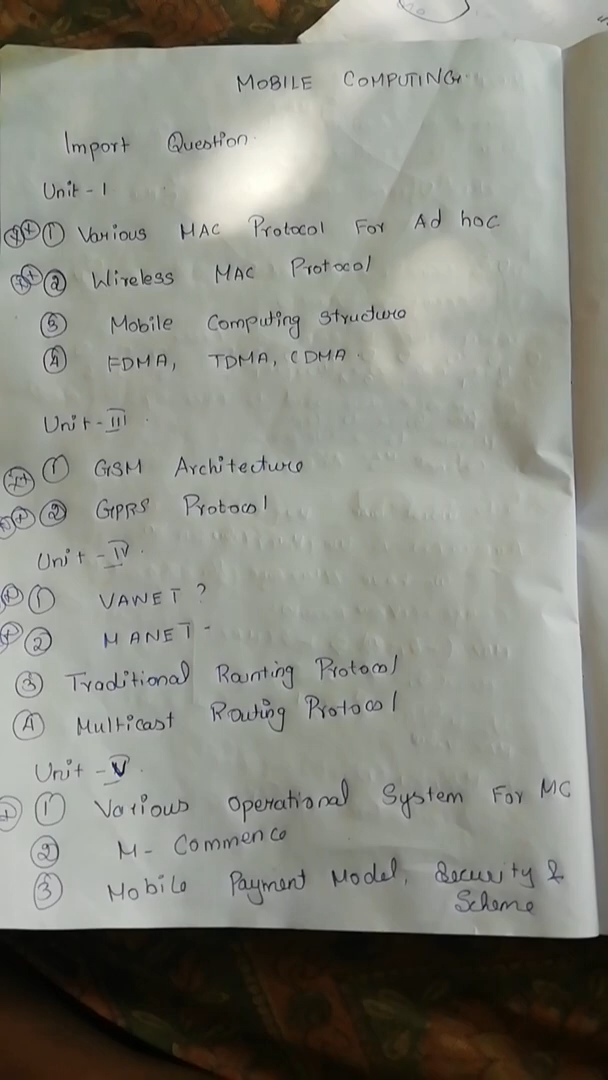 MOBILE COMPUTING
Import Question.
Unit - I
① Various MAC Protocol For Ad hoc
② Wireless MAC Protocol
③ Mobile Computing structure
④ FDMA, TDMA, CDMA.
Unit - III.
① GSM Architecture
② GPRS Protocol
Unit - IV.
① VANET ?
② MANET -
③ Traditional Rounting Protocol
④ Multicast Routing Protocol
Unit - V.
① Various Operational System For MC
② M- Commence
③ Mobile Payment Model, Security &
Scheme